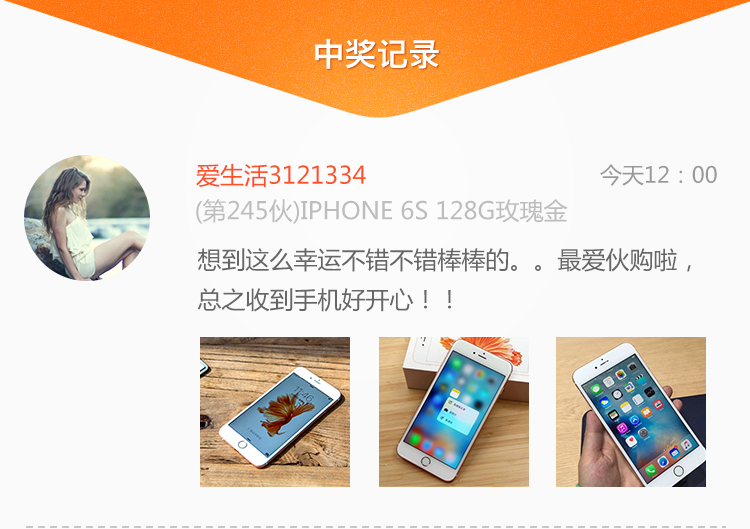 中奖记录
爱生活3121334
今天12：00
(第245伙)IPHONE 6S 128G玫瑰金
想到这么幸运不错不错棒棒的。。最爱伙购啦，
总之收到手机好开心！！